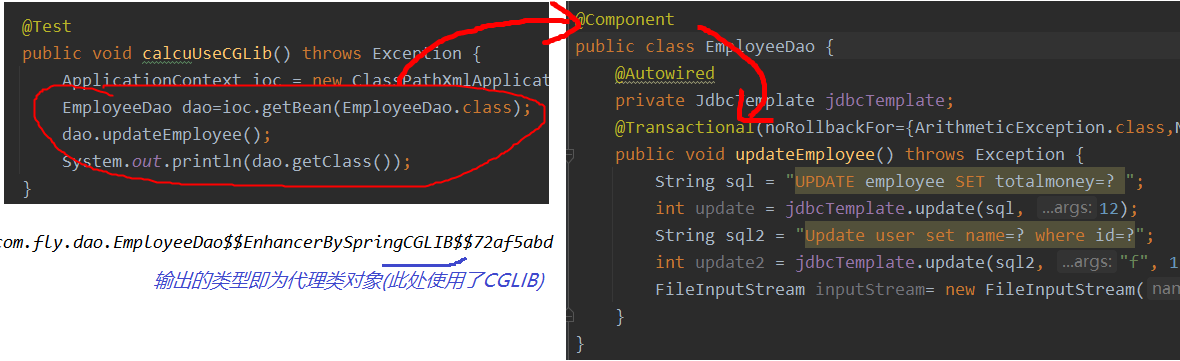 @Test
public void calcuUseCGLib() throws Exception {
ApplicationContext ioc = new ClassPathXmlApplicat
EmployeeDao dao=ioc.getBean(EmployeeDao.class);
dao.updateEmployee();
System.out.println(dao.getClass());
}
com.fly.dao.EmployeeDao$$EnhancerBySpringCGLIB$$72af5abd
输出的类型即为代理类对象(此处使用了CGLIB)
@Component
public class EmployeeDao {
@Autowired
private JdbcTemplate jdbcTemplate;
@Transactional(noRollbackFor={ArithmeticException.class,N
public void updateEmployee() throws Exception {
String sql = "UPDATE employee SET totalmoney=? ";
int update = jdbcTemplate.update(sql, ...args: 12);
String sql2 = "Update user set name=? where id=?";
int update2 = jdbcTemplate.update(sql2, ...args: "f", 1
FileInputStream inputStream= new FileInputStream( nan
}
}